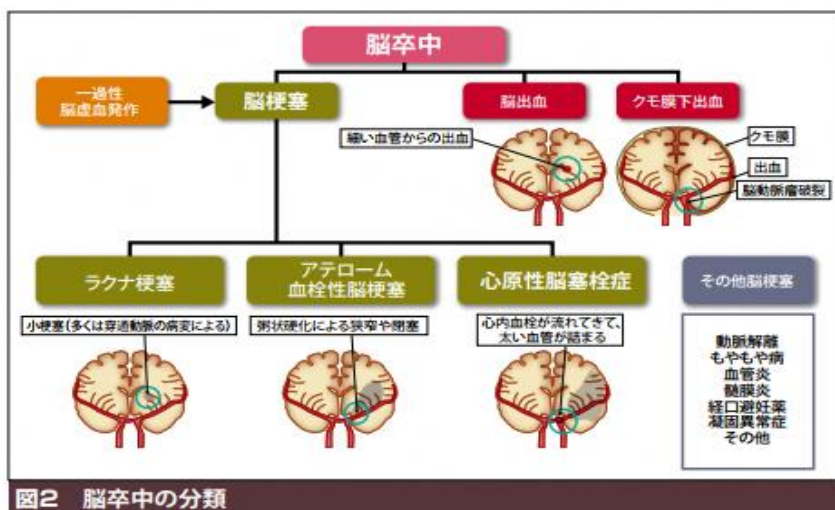 脳卒中
一過性
脳虚血発作
脳梗塞
脳出血
クモ膜下出血
細い血管からの出血
クモ膜
出血
脳動脈瘤破裂
ラクナ梗塞
アテローム
血栓性脳梗塞
心原性脳塞栓症
その他脳梗塞
小梗塞(多くは穿通動脈の病変による)
粥状硬化による狭窄や閉塞
心内血栓が流れてきて、
太い血管が詰まる
動脈解離
もやもや病
血管炎
髄膜炎
経口避妊薬
凝固異常症
その他
図2 脳卒中の分類